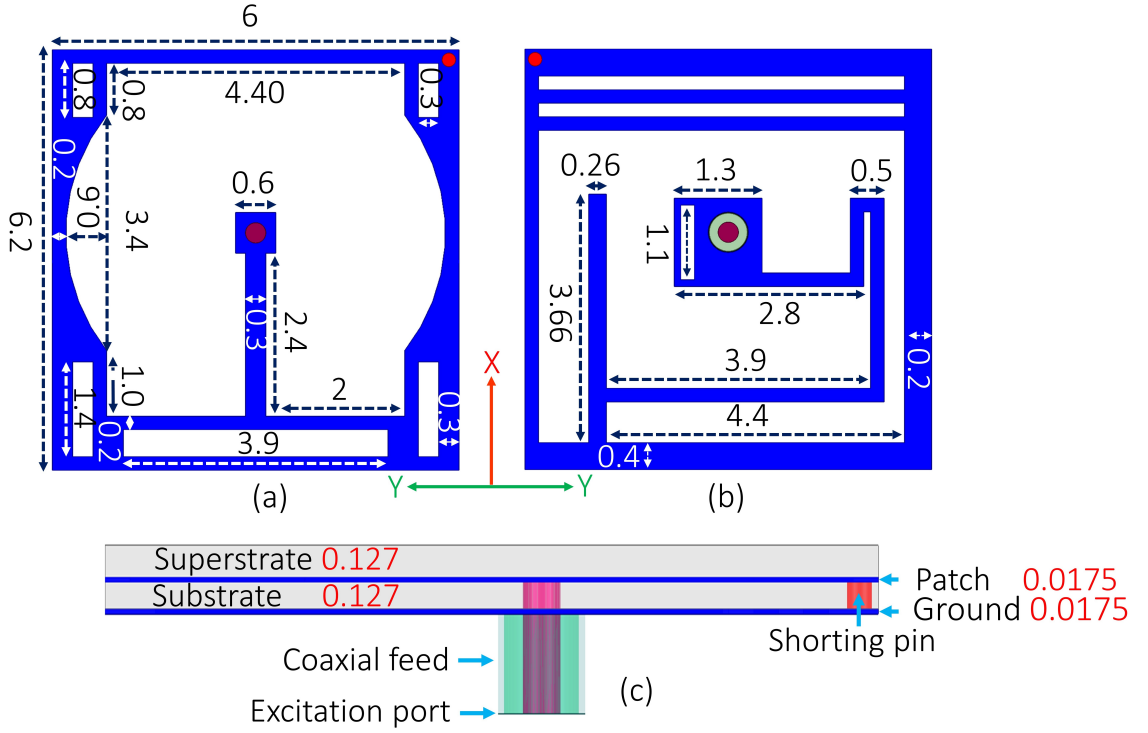 6
0.8
0.8
4.40
0.3
0.2
0.6
3.4
0.6
6.2
0.3
2.4
1.0
2
1.4
0.2
3.9
0.3
(a)
0.26
1.3
0.5
1.1
3.66
2.8
3.9
0.2
4.4
0.4
(b)
X
Y
Y
Superstrate 0.127
Substrate 0.127
Patch 0.0175
Ground 0.0175
Shorting pin
Coaxial feed
Excitation port
(c)